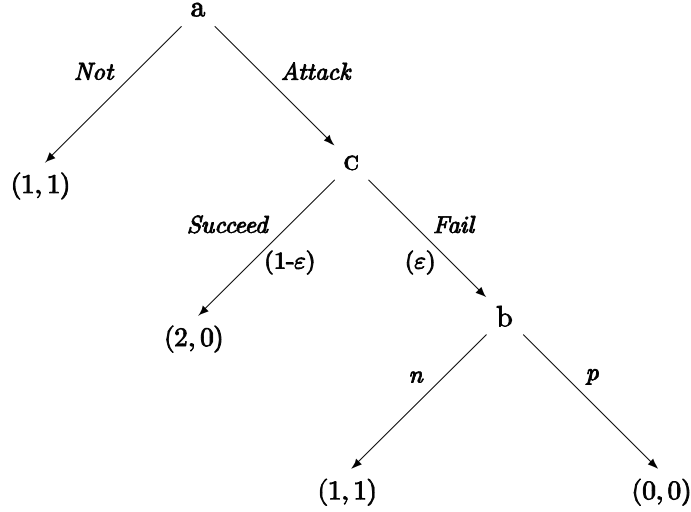 a
Not Attack
(1, 1) c
Succeed Fail
(1-ε) (ε)
(2, 0) b
n p
(1, 1) (0, 0)